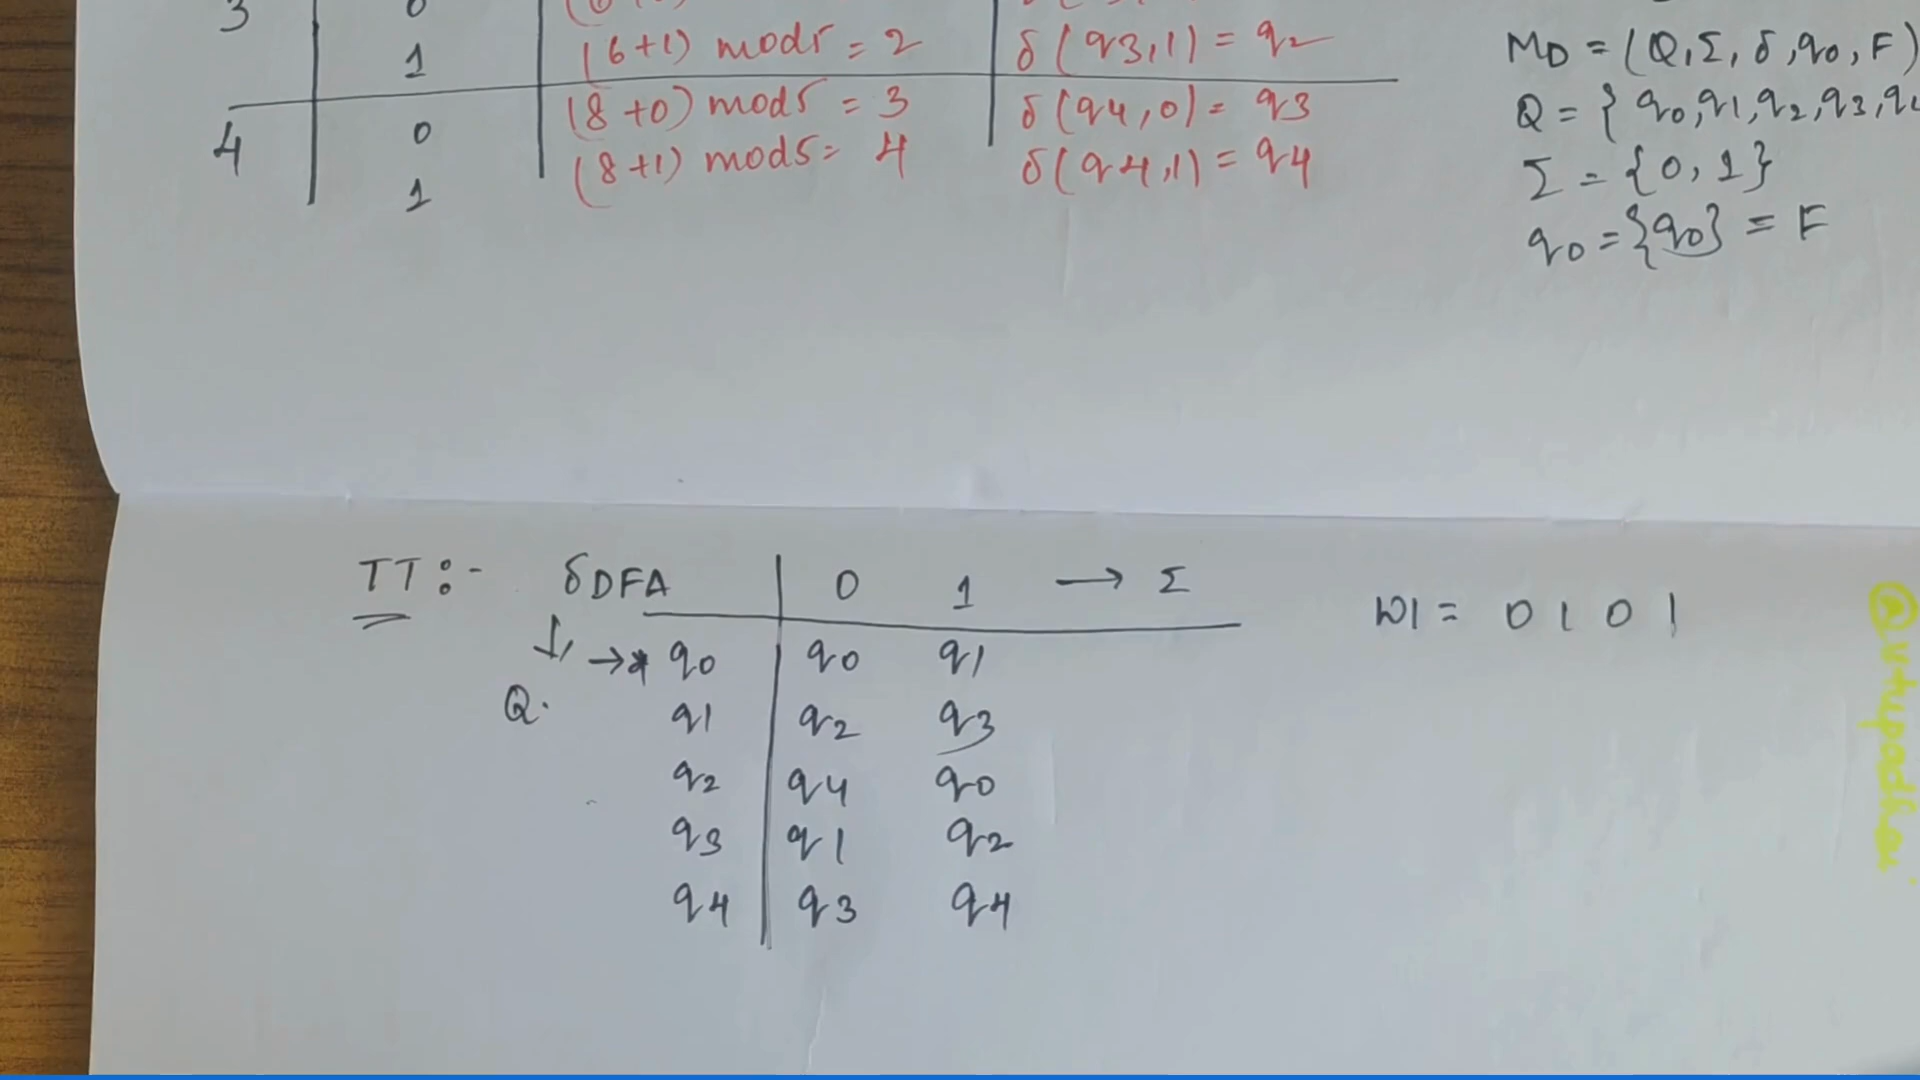 3 0
1 (6+1) mod5 = 2 δ(q3,1) = q2
4 0 (8+0) mod5 = 3 δ(q4,0) = q3
1 (8+1) mod5 = 4 δ(q4,1) = q4
MD = (Q,Σ,δ,q0,F)
Q = { q0,q1,q2,q3,q4
Σ = {0,1}
q0 = {q0} = F
TT:- δDFA 0 1 → Σ
↓ →* q0 q0 q1
Q. q1 q2 q3
q2 q4 q0
q3 q1 q2
q4 q3 q4
W1 = 0 1 0 1